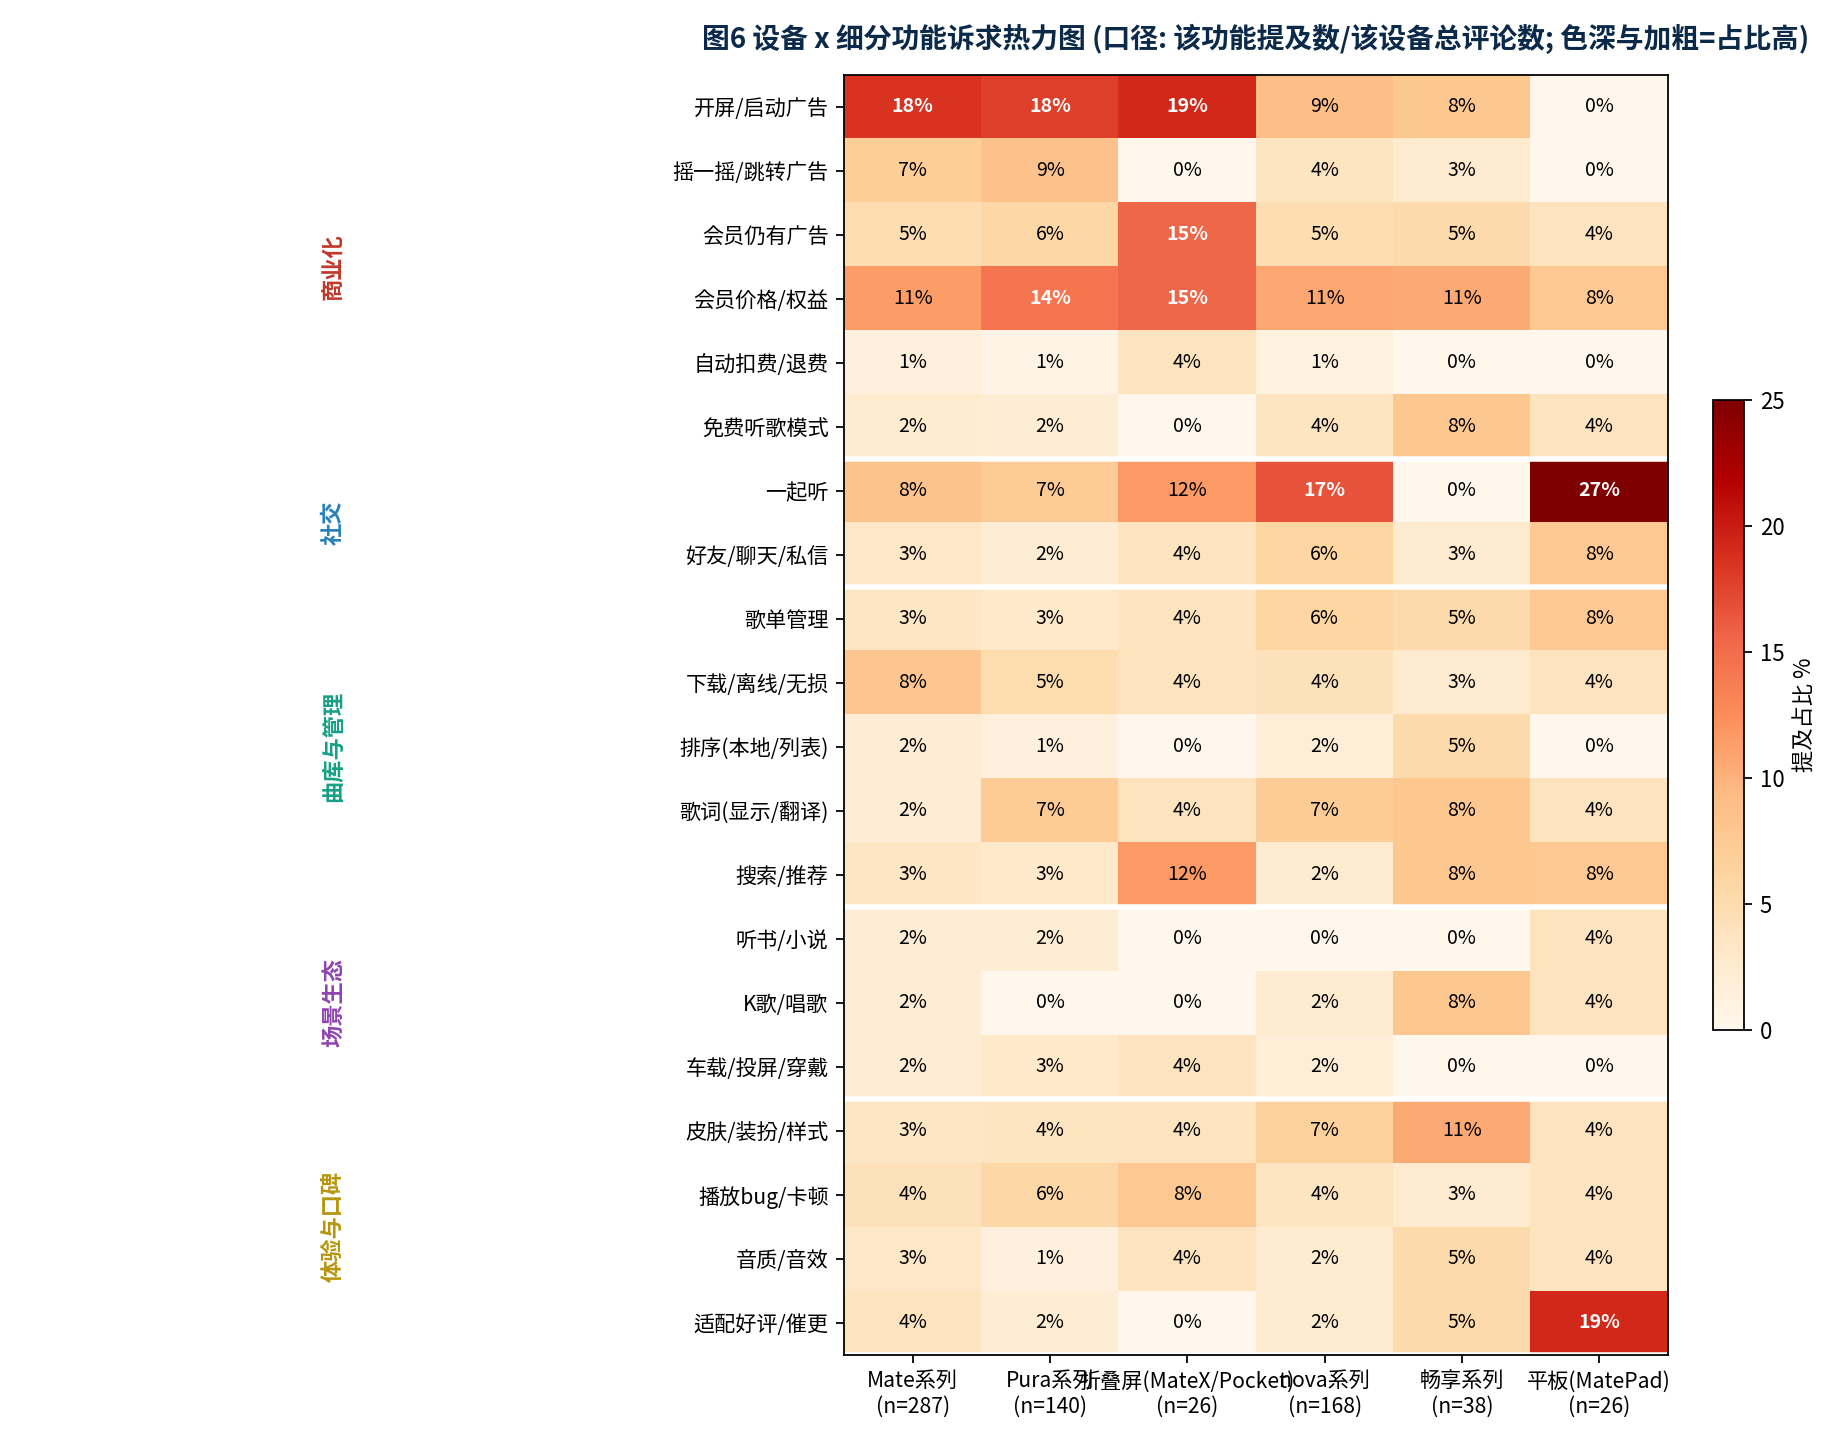 图6 设备 x 细分功能诉求热力图 (口径: 该功能提及数/该设备总评论数; 色深与加粗=占比高)
商业化
开屏/启动广告 18% 18% 19% 9% 8% 0%
摇一摇/跳转广告 7% 9% 0% 4% 3% 0%
会员仍有广告 5% 6% 15% 5% 5% 4%
会员价格/权益 11% 14% 15% 11% 11% 8%
自动扣费/退费 1% 1% 4% 1% 0% 0%
免费听歌模式 2% 2% 0% 4% 8% 4%
社交
一起听 8% 7% 12% 17% 0% 27%
好友/聊天/私信 3% 2% 4% 6% 3% 8%
曲库与管理
歌单管理 3% 3% 4% 6% 5% 8%
下载/离线/无损 8% 5% 4% 4% 3% 4%
排序(本地/列表) 2% 1% 0% 2% 5% 0%
歌词(显示/翻译) 2% 7% 4% 7% 8% 4%
搜索/推荐 3% 3% 12% 2% 8% 8%
场景生态
听书/小说 2% 2% 0% 0% 0% 4%
K歌/唱歌 2% 0% 0% 2% 8% 4%
车载/投屏/穿戴 2% 3% 4% 2% 0% 0%
体验与口碑
皮肤/装扮/样式 3% 4% 4% 7% 11% 4%
播放bug/卡顿 4% 6% 8% 4% 3% 4%
音质/音效 3% 1% 4% 2% 5% 4%
适配好评/催更 4% 2% 0% 2% 5% 19%
Mate系列 Pura系列 折叠屏(MateX/Pocket) nova系列 畅享系列 平板(MatePad)
(n=287) (n=140) (n=26) (n=168) (n=38) (n=26)
25
20
15
10
5
0
提及占比 %